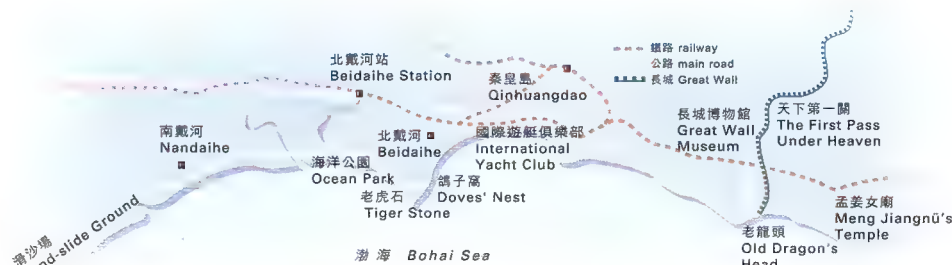 北戴河站
Beidaihe Station
秦皇島
Qinhuangdao
鐵路 railway
公路 main road
長城 Great Wall
南戴河
Nandaihe
北戴河
Beidaihe
海洋公園
Ocean Park
老虎石
Tiger Stone
鴿子窩
Doves' Nest
國際遊艇俱樂部
International
Yacht Club
長城博物館
Great Wall
Museum
天下第一關
The First Pass
Under Heaven
孟姜女廟
Meng Jiangnü's
Temple
老龍頭
Old Dragon's
Head
滑沙場
nd-slide Ground
渤海 Bohai Sea